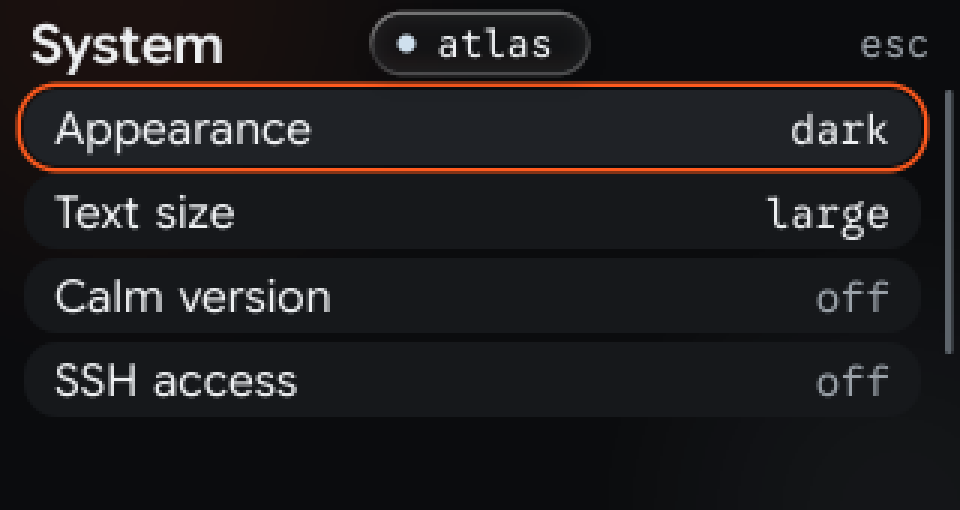 System atlas esc
Appearance dark
Text size large
Calm version off
SSH access off